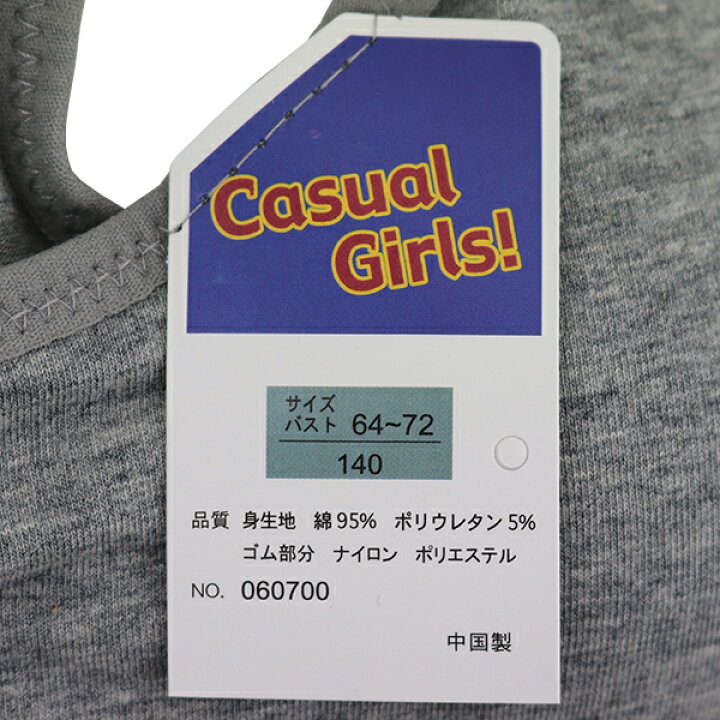 Casual
Girls!
サイズ
バスト 64~72
140
品質 身生地 綿95% ポリウレタン5%
ゴム部分 ナイロン ポリエステル
NO. 060700
中国製